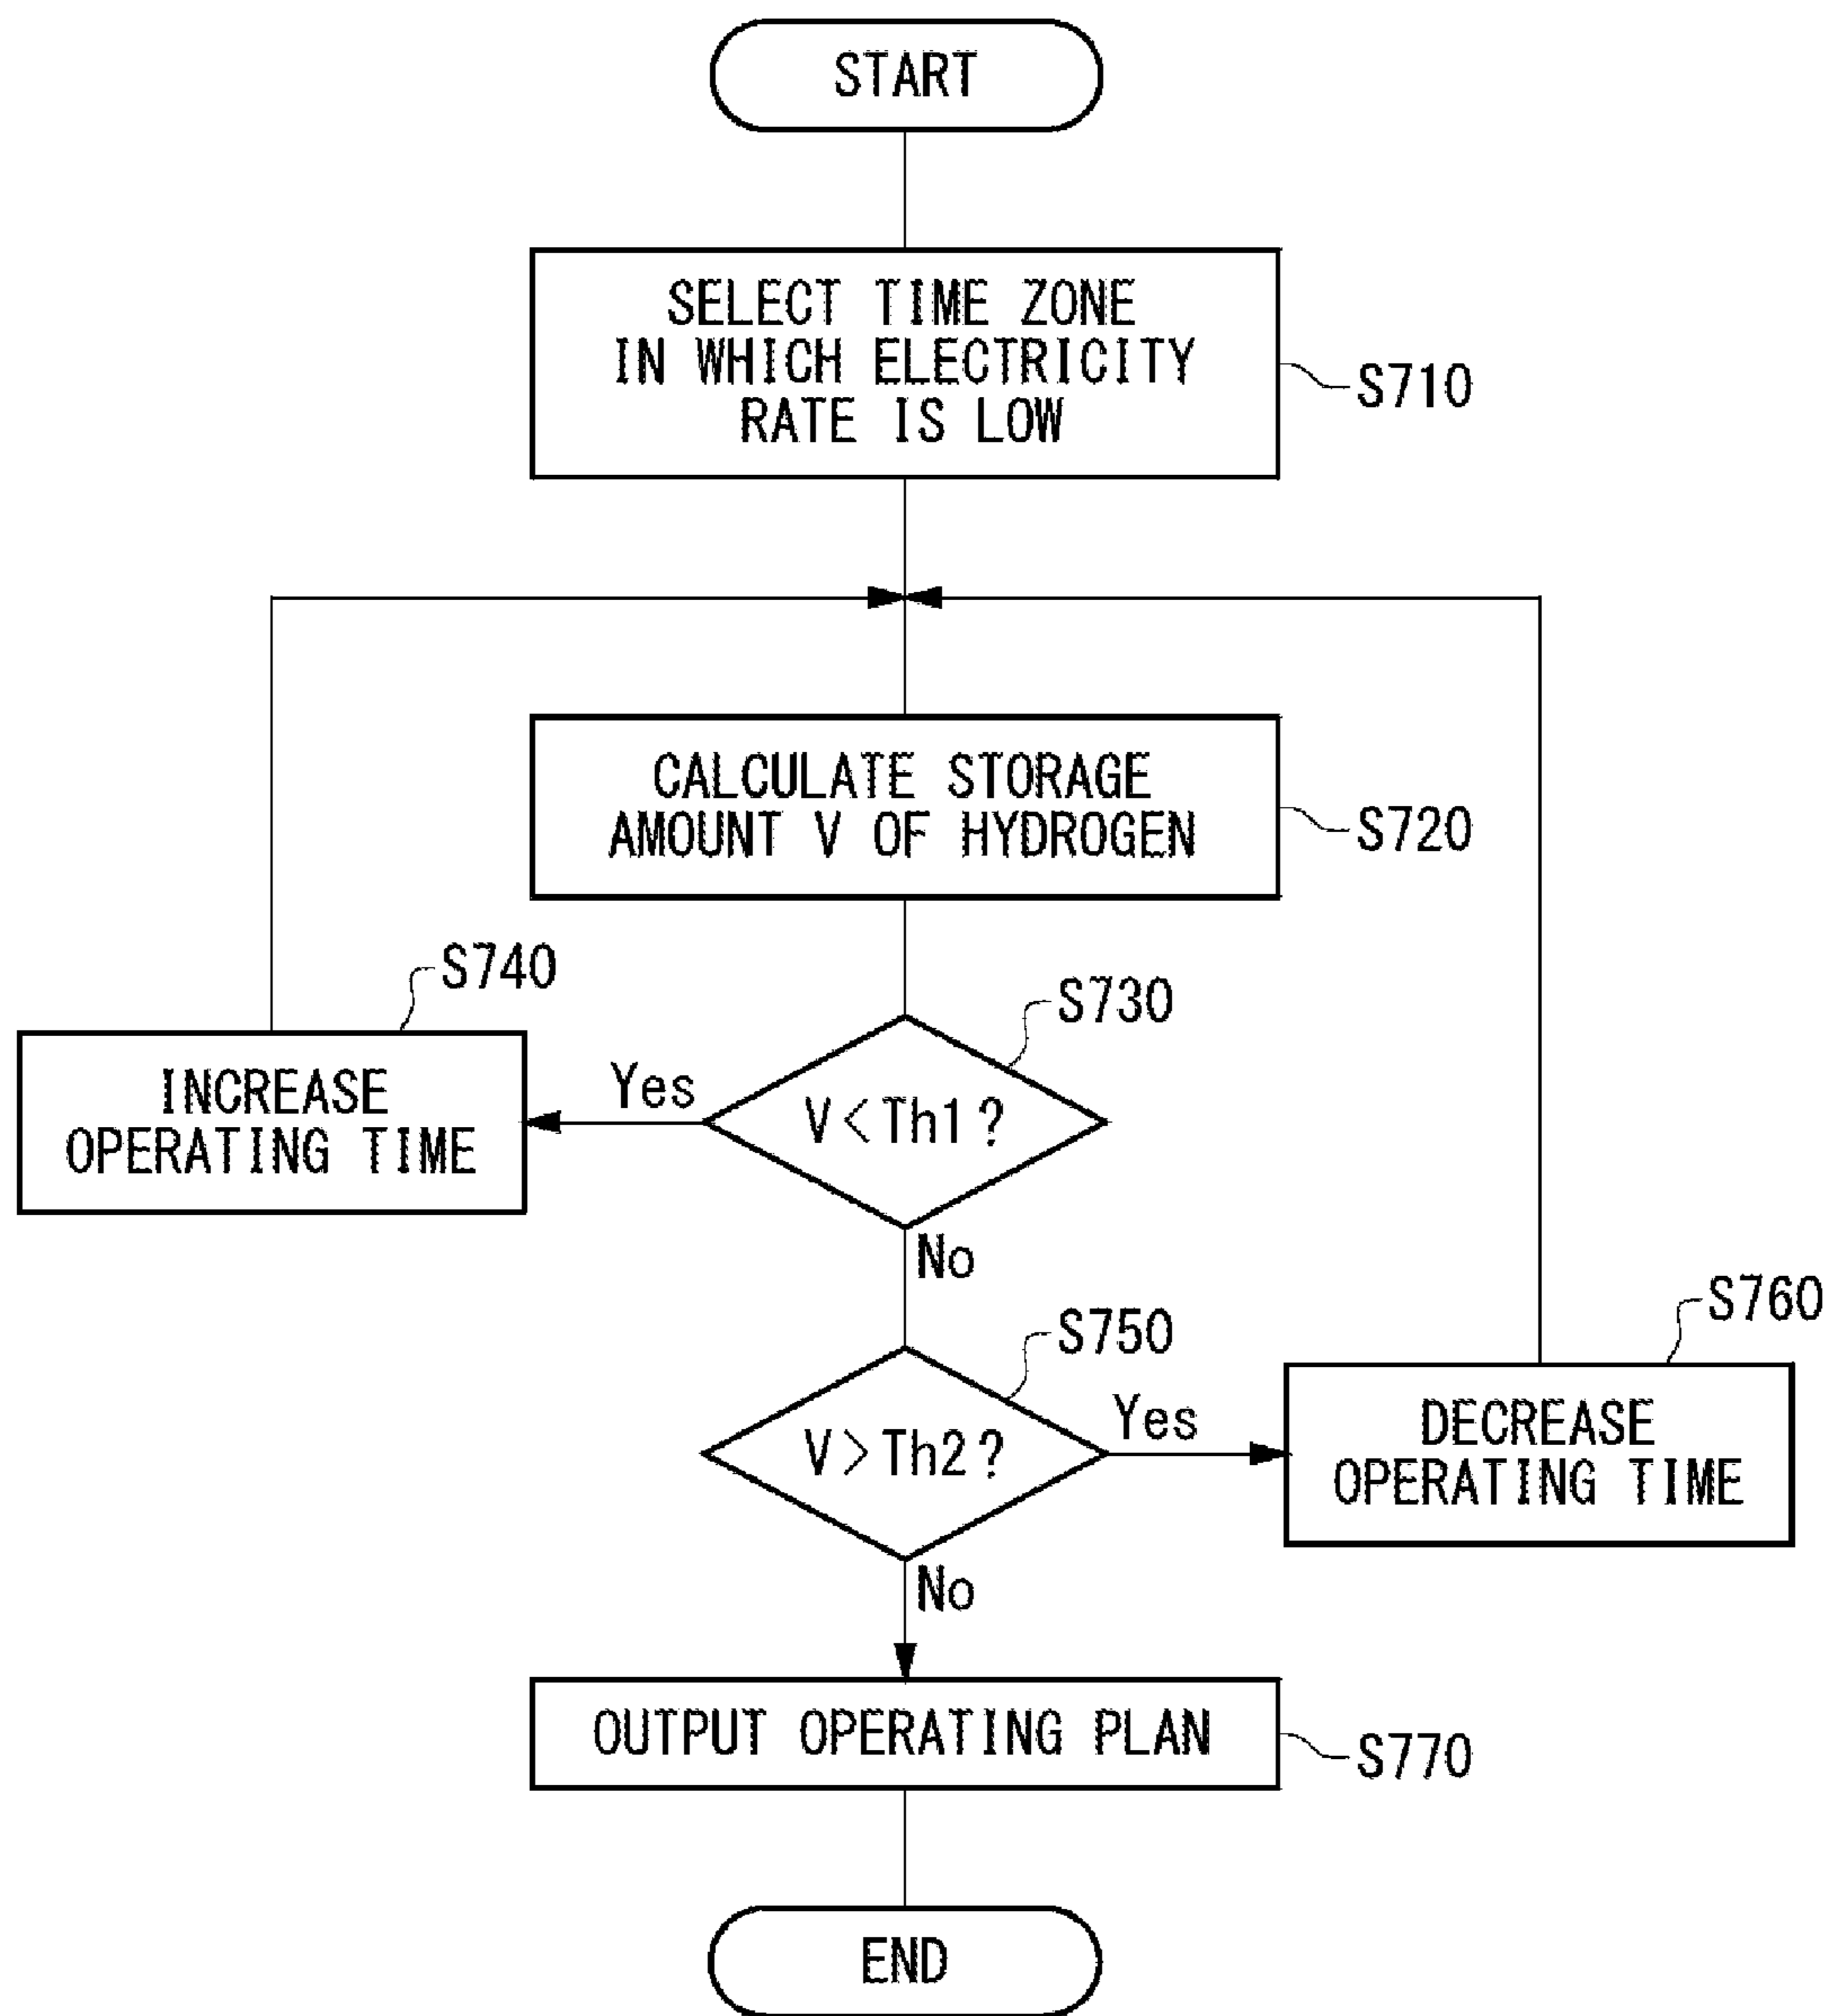 START
SELECT TIME ZONE
IN WHICH ELECTRICITY
RATE IS LOW
S710
CALCULATE STORAGE
AMOUNT V OF HYDROGEN
S720
S740
S730
INCREASE
OPERATING TIME
Yes
V<Th1?
No
S750
S760
V>Th2?
Yes
DECREASE
OPERATING TIME
No
OUTPUT OPERATING PLAN
S770
END